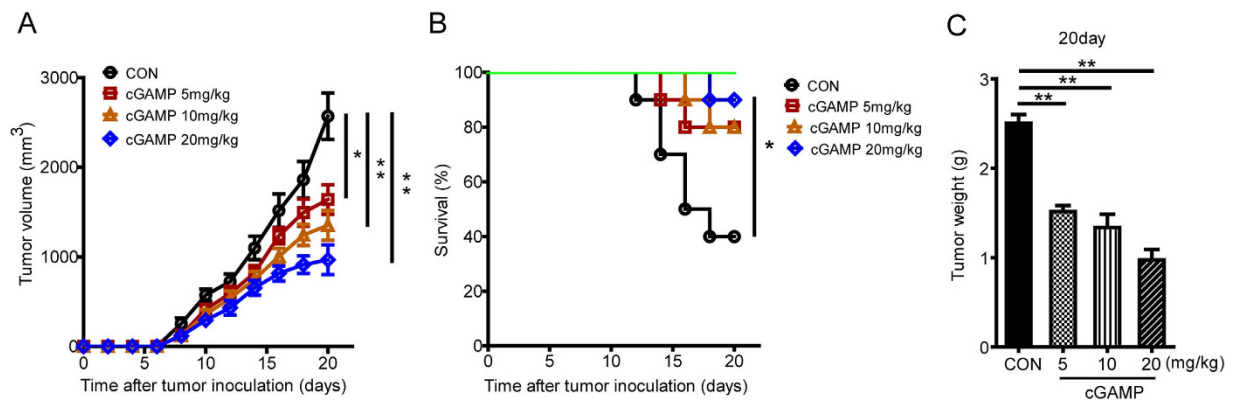 A
CON
cGAMP 5mg/kg
cGAMP 10mg/kg
cGAMP 20mg/kg
Tumor volume (mm3)
3000
2000
1000
0
*
**
**
0 5 10 15 20
Time after tumor inoculation (days)
B
CON
cGAMP 5mg/kg
cGAMP 10mg/kg
cGAMP 20mg/kg
Survival (%)
100
80
60
40
20
0
*
0 5 10 15 20
Time after tumor inoculation (days)
C
20day
**
**
**
Tumor weight (g)
3
2
1
0
CON 5 10 20 (mg/kg)
cGAMP